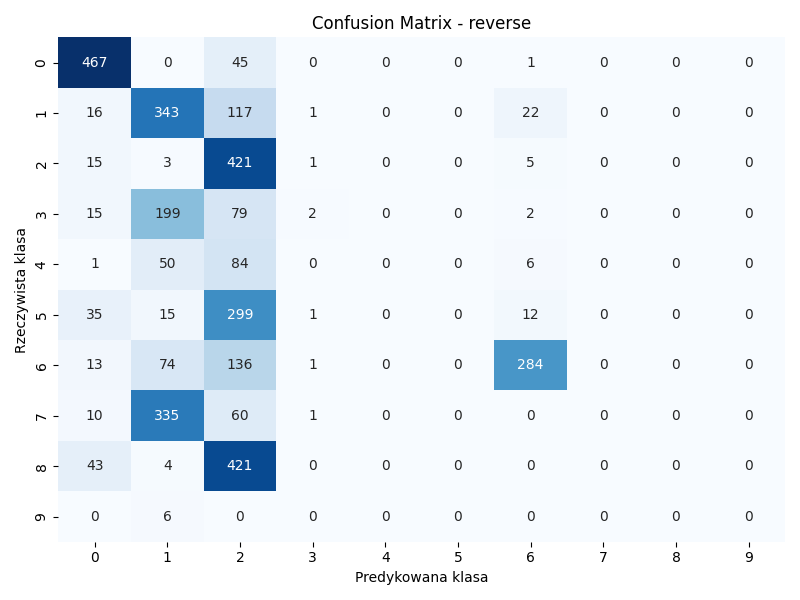 Confusion Matrix - reverse
0 467 0 45 0 0 0 1 0 0 0
1 16 343 117 1 0 0 22 0 0 0
2 15 3 421 1 0 0 5 0 0 0
3 15 199 79 2 0 0 2 0 0 0
4 1 50 84 0 0 0 6 0 0 0
5 35 15 299 1 0 0 12 0 0 0
6 13 74 136 1 0 0 284 0 0 0
7 10 335 60 1 0 0 0 0 0 0
8 43 4 421 0 0 0 0 0 0 0
9 0 6 0 0 0 0 0 0 0 0
0 1 2 3 4 5 6 7 8 9
Rzeczywista klasa
Predykowana klasa